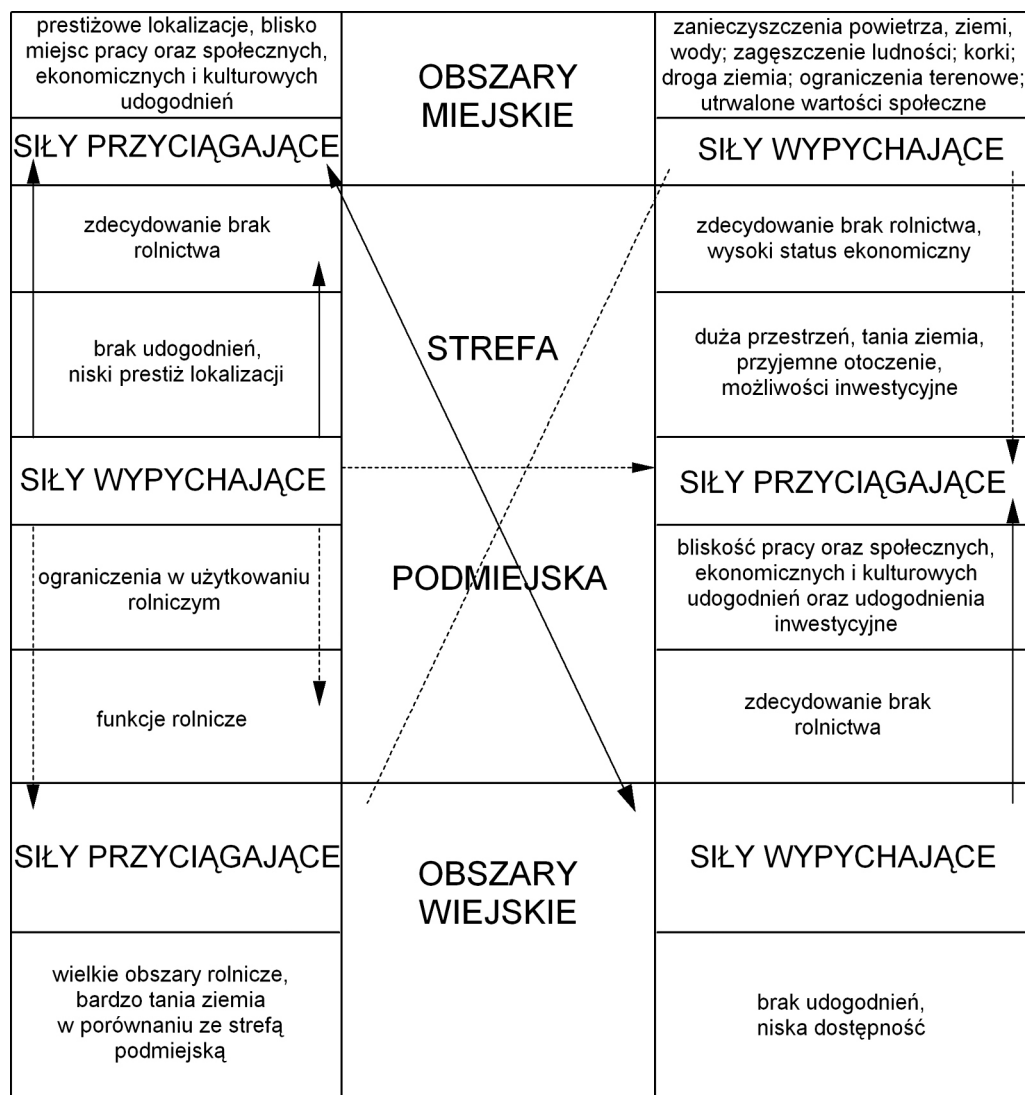 prestiżowe lokalizacje, blisko
miejsc pracy oraz społecznych,
ekonomicznych i kulturowych
udogodnień
OBSZARY
MIEJSKIE
zanieczyszczenia powietrza, ziemi,
wody; zagęszczenie ludności; korki;
droga ziemia; ograniczenia terenowe;
utrwalone wartości społeczne
SIŁY PRZYCIĄGAJĄCE
SIŁY WYPYCHAJĄCE
zdecydowanie brak
rolnictwa
zdecydowanie brak rolnictwa,
wysoki status ekonomiczny
brak udogodnień,
niski prestiż lokalizacji
STREFA
duża przestrzeń, tania ziemia,
przyjemne otoczenie,
możliwości inwestycyjne
SIŁY WYPYCHAJĄCE
SIŁY PRZYCIĄGAJĄCE
ograniczenia w użytkowaniu
rolniczym
PODMIEJSKA
bliskość pracy oraz społecznych,
ekonomicznych i kulturowych
udogodnień oraz udogodnienia
inwestycyjne
funkcje rolnicze
zdecydowanie brak
rolnictwa
SIŁY PRZYCIĄGAJĄCE
OBSZARY
WIEJSKIE
SIŁY WYPYCHAJĄCE
wielkie obszary rolnicze,
bardzo tania ziemia
w porównaniu ze strefą
podmiejską
brak udogodnień,
niska dostępność